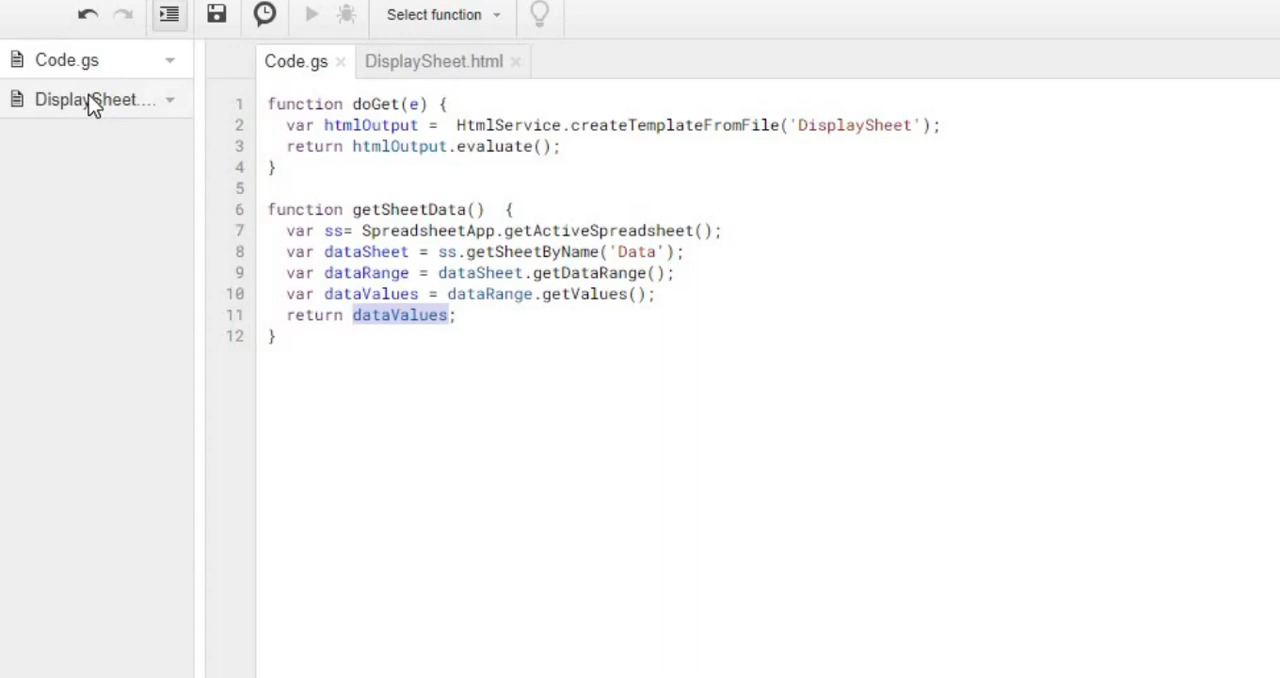 Select function
Code.gs
DisplaySheet....
Code.gs × DisplaySheet.html ×
1 function doGet(e) {
2   var htmlOutput =  HtmlService.createTemplateFromFile('DisplaySheet');
3   return htmlOutput.evaluate();
4 }
5
6 function getSheetData()  {
7   var ss= SpreadsheetApp.getActiveSpreadsheet();
8   var dataSheet = ss.getSheetByName('Data');
9   var dataRange = dataSheet.getDataRange();
10   var dataValues = dataRange.getValues();
11   return dataValues;
12 }